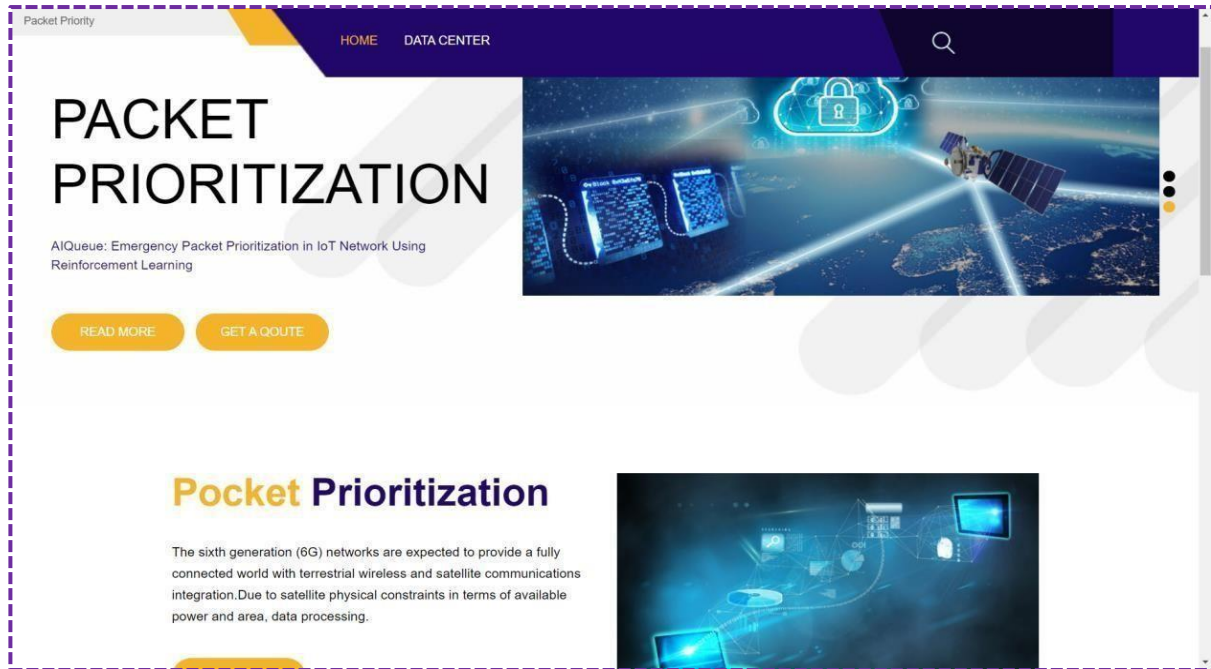 Packet Priority
HOME DATA CENTER
PACKET
PRIORITIZATION
AIQueue: Emergency Packet Prioritization in IoT Network Using
Reinforcement Learning
READ MORE GET A QOUTE
Pocket Prioritization
The sixth generation (6G) networks are expected to provide a fully
connected world with terrestrial wireless and satellite communications
integration.Due to satellite physical constraints in terms of available
power and area, data processing.